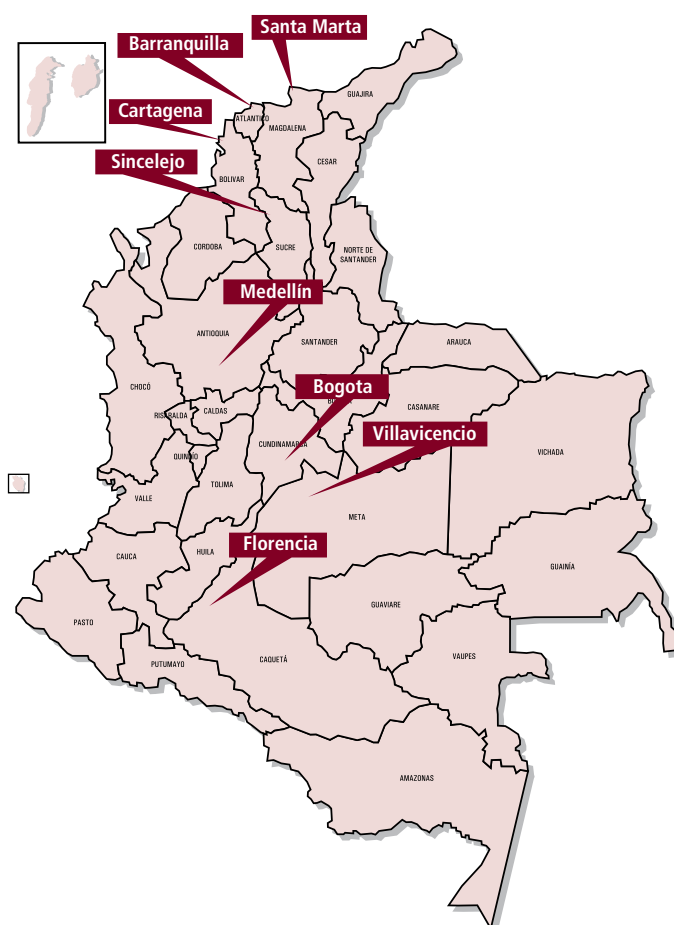 Santa Marta
Barranquilla
GUAJIRA
Cartagena
ATLANTICO
MAGDALENA
Sincelejo
CESAR
BOLIVAR
CORDOBA
SUCRE
NORTE DE
SANTANDER
Medellín
ANTIOQUIA
SANTANDER
ARAUCA
CHOCÓ
Bogota
CASANARE
RISARALDA
CALDAS
Villavicencio
CUNDINAMARCA
VICHADA
QUINDÍO
TOLIMA
VALLE
META
Florencia
CAUCA
HUILA
GUAINÍA
GUAVIARE
PASTO
VAUPES
CAQUETÁ
PUTUMAYO
AMAZONAS